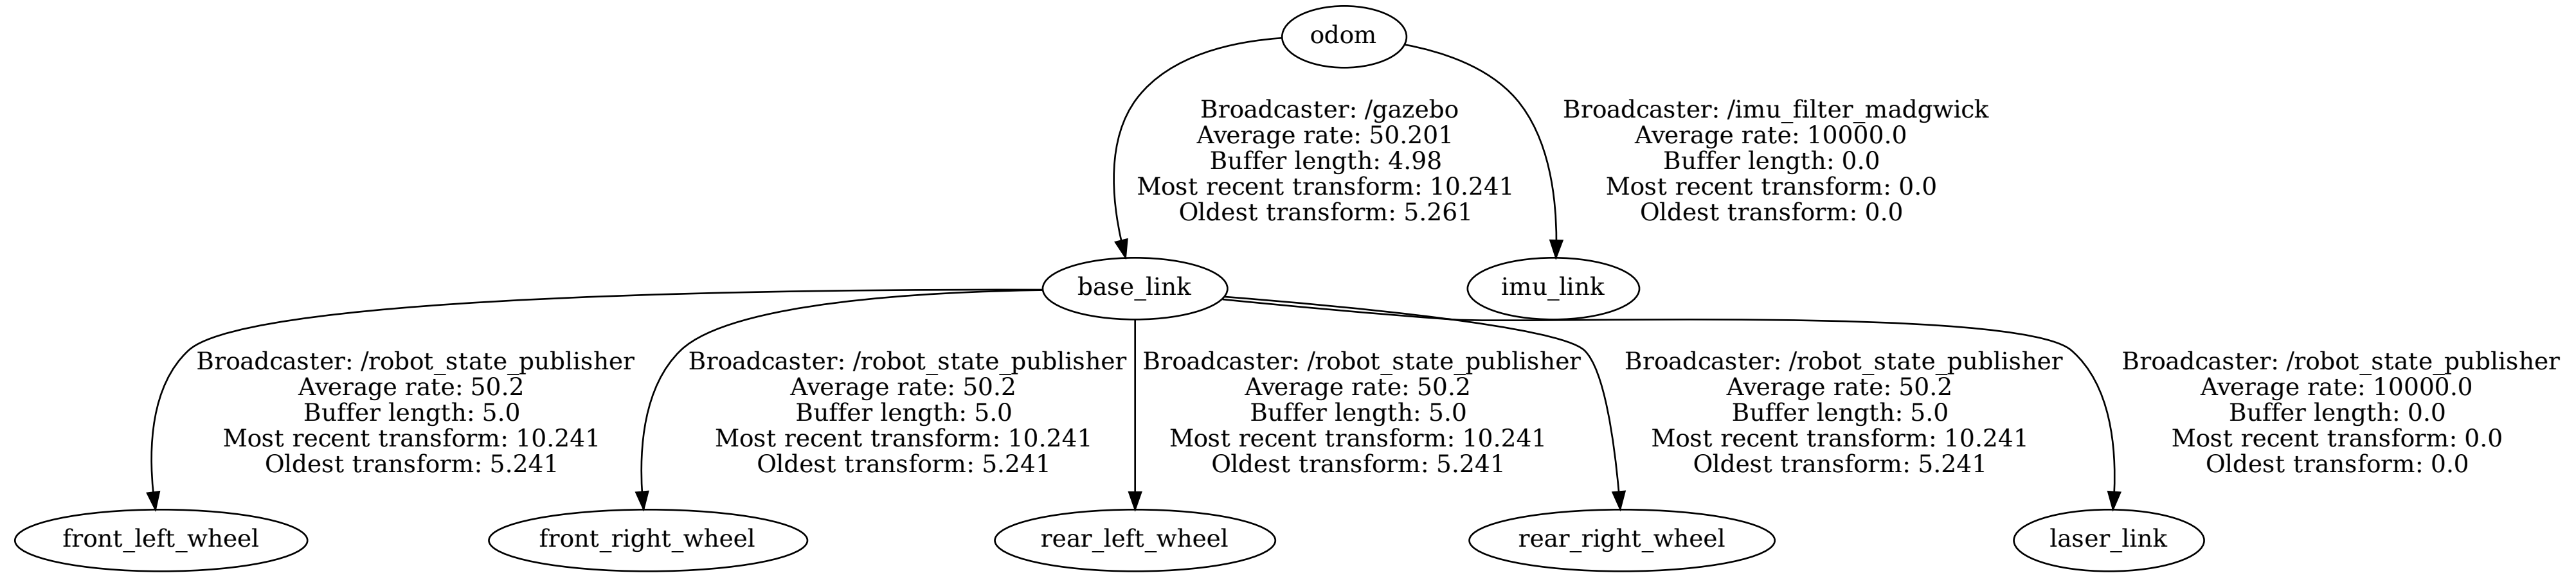 odom
Broadcaster: /gazebo
Average rate: 50.201
Buffer length: 4.98
Most recent transform: 10.241
Oldest transform: 5.261
Broadcaster: /imu_filter_madgwick
Average rate: 10000.0
Buffer length: 0.0
Most recent transform: 0.0
Oldest transform: 0.0
base_link
imu_link
Broadcaster: /robot_state_publisher
Average rate: 50.2
Buffer length: 5.0
Most recent transform: 10.241
Oldest transform: 5.241
Broadcaster: /robot_state_publisher
Average rate: 50.2
Buffer length: 5.0
Most recent transform: 10.241
Oldest transform: 5.241
Broadcaster: /robot_state_publisher
Average rate: 50.2
Buffer length: 5.0
Most recent transform: 10.241
Oldest transform: 5.241
Broadcaster: /robot_state_publisher
Average rate: 50.2
Buffer length: 5.0
Most recent transform: 10.241
Oldest transform: 5.241
Broadcaster: /robot_state_publisher
Average rate: 10000.0
Buffer length: 0.0
Most recent transform: 0.0
Oldest transform: 0.0
front_left_wheel
front_right_wheel
rear_left_wheel
rear_right_wheel
laser_link